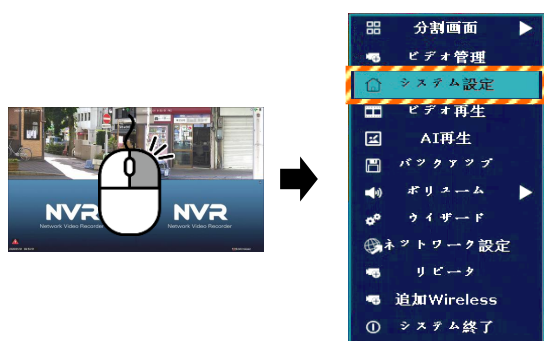 NVR
Network Video Recorder
NVR
Network Video Recorder
分割画面
ビデオ管理
システム設定
ビデオ再生
AI再生
バックアップ
ボリューム
ウイザード
ネットワーク設定
リピータ
追加Wireless
システム終了